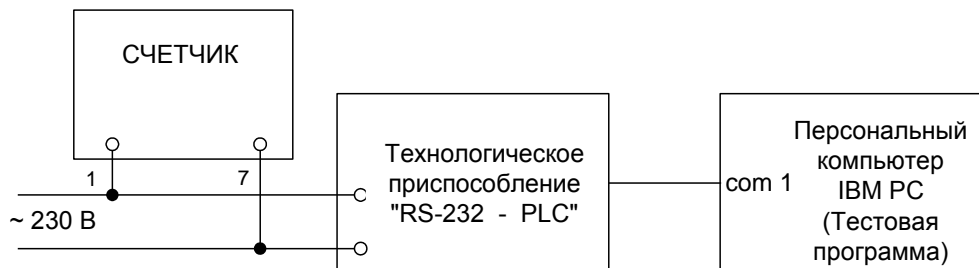 СЧЕТЧИК
1
7
~ 230 В
Технологическое
приспособление
"RS-232 - PLC"
com 1
Персональный
компьютер
IBM PC
(Тестовая
программа)